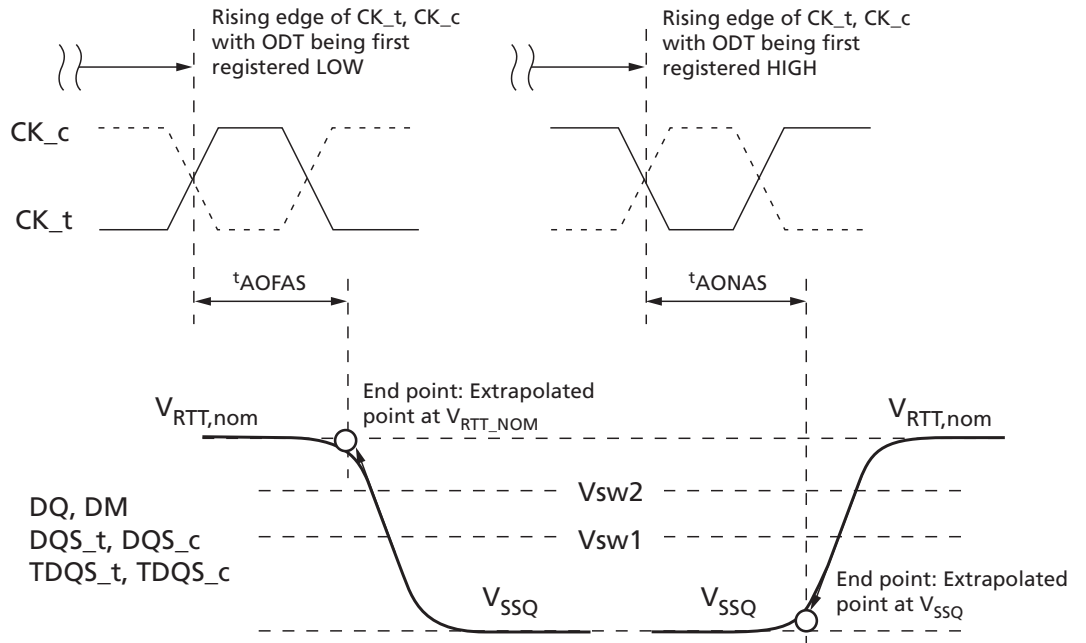 Rising edge of CK_t, CK_c
with ODT being first
registered LOW
Rising edge of CK_t, CK_c
with ODT being first
registered HIGH
CK_c
CK_t
tAOFAS
tAONAS
End point: Extrapolated
point at VRTT_NOM
VRTT,nom
VRTT,nom
Vsw2
DQ, DM
DQS_t, DQS_c
TDQS_t, TDQS_c
Vsw1
VSSQ
VSSQ
End point: Extrapolated
point at VSSQ